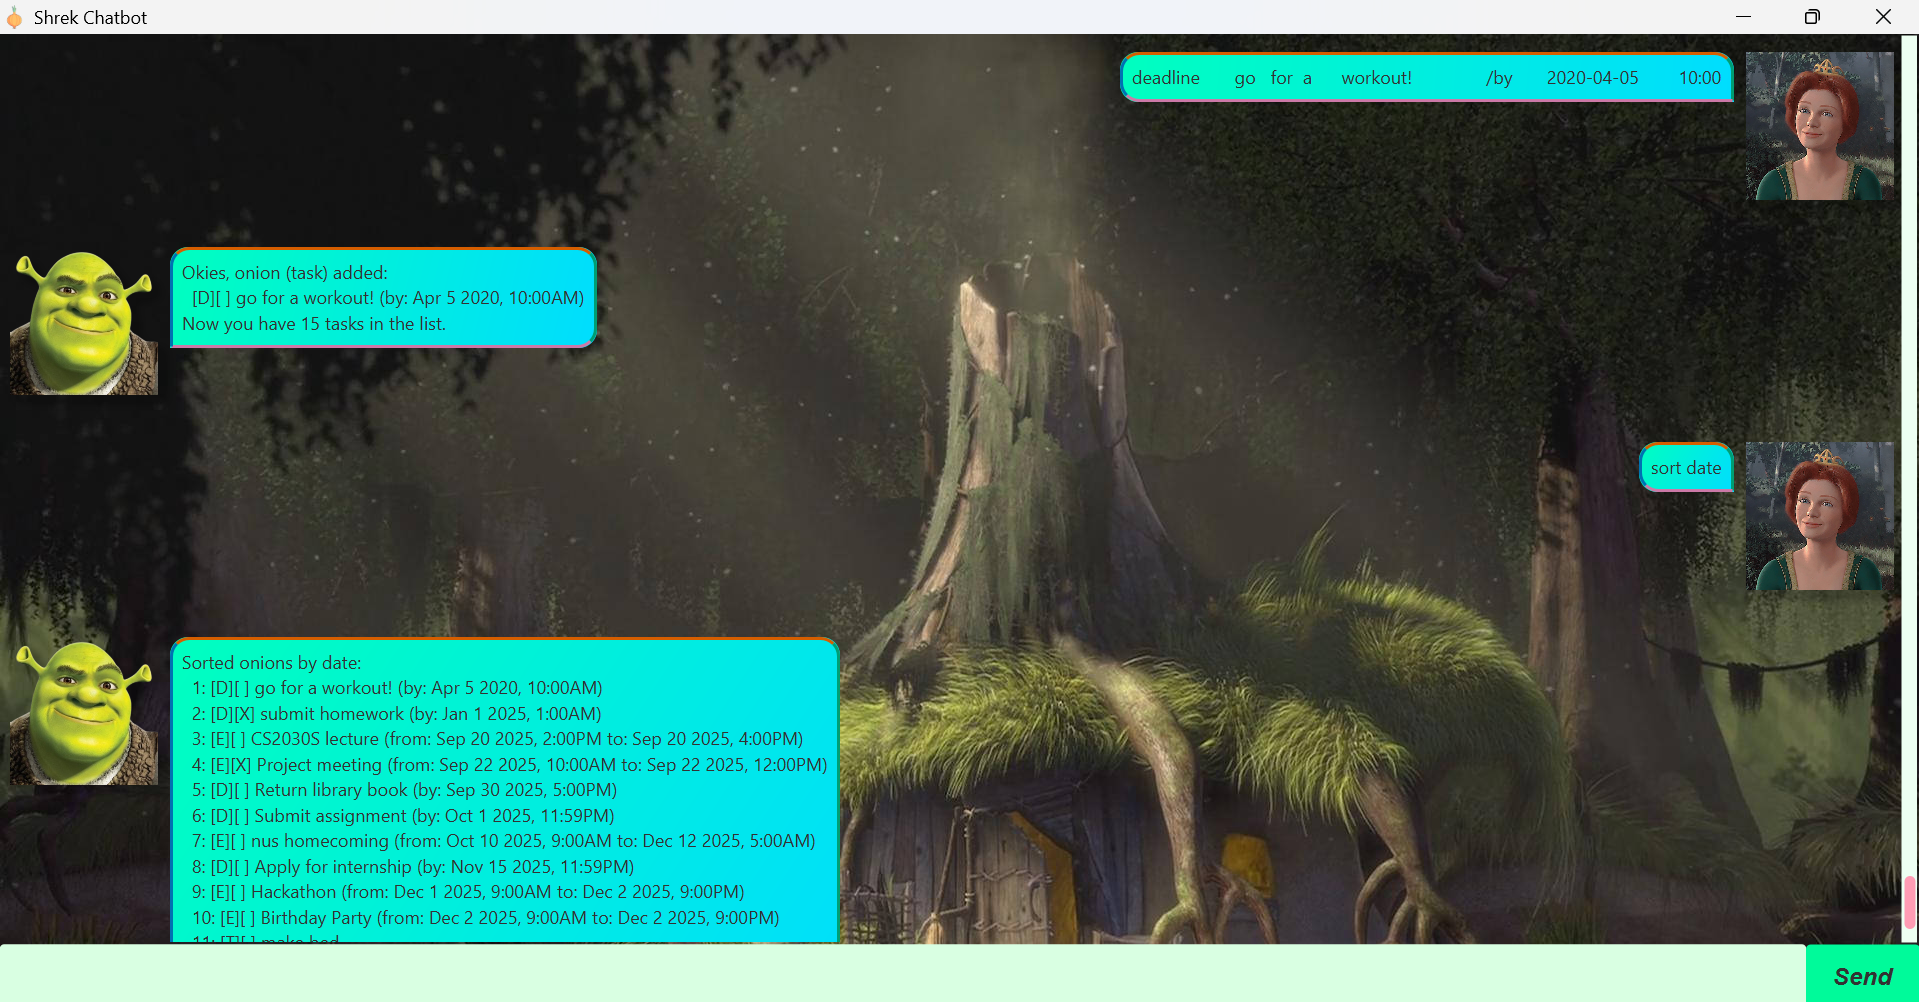 Shrek Chatbot
deadline go for a workout! /by 2020-04-05 10:00
Okies, onion (task) added:
[D][ ] go for a workout! (by: Apr 5 2020, 10:00AM)
Now you have 15 tasks in the list.
sort date
Sorted onions by date:
1: [D][ ] go for a workout! (by: Apr 5 2020, 10:00AM)
2: [D][X] submit homework (by: Jan 1 2025, 1:00AM)
3: [E][ ] CS2030S lecture (from: Sep 20 2025, 2:00PM to: Sep 20 2025, 4:00PM)
4: [E][X] Project meeting (from: Sep 22 2025, 10:00AM to: Sep 22 2025, 12:00PM)
5: [D][ ] Return library book (by: Sep 30 2025, 5:00PM)
6: [D][ ] Submit assignment (by: Oct 1 2025, 11:59PM)
7: [E][ ] nus homecoming (from: Oct 10 2025, 9:00AM to: Dec 12 2025, 5:00AM)
8: [D][ ] Apply for internship (by: Nov 15 2025, 11:59PM)
9: [E][ ] Hackathon (from: Dec 1 2025, 9:00AM to: Dec 2 2025, 9:00PM)
10: [E][ ] Birthday Party (from: Dec 2 2025, 9:00AM to: Dec 2 2025, 9:00PM)
11: [T][ ] make bed
Send